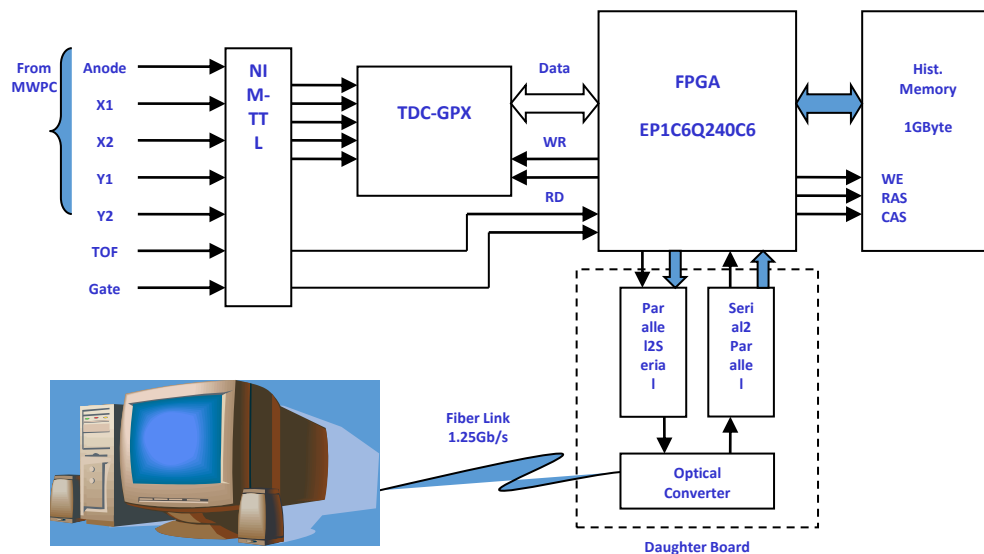 From
MWPC
Anode
X1
X2
Y1
Y2
TOF
Gate
NI
M-
TT
L
TDC-GPX
Data
WR
RD
FPGA
EP1C6Q240C6
Hist.
Memory
1GByte
WE
RAS
CAS
Par
alle
l2S
eria
l
Seri
al2
Par
alle
l
Fiber Link
1.25Gb/s
Optical
Converter
Daughter Board